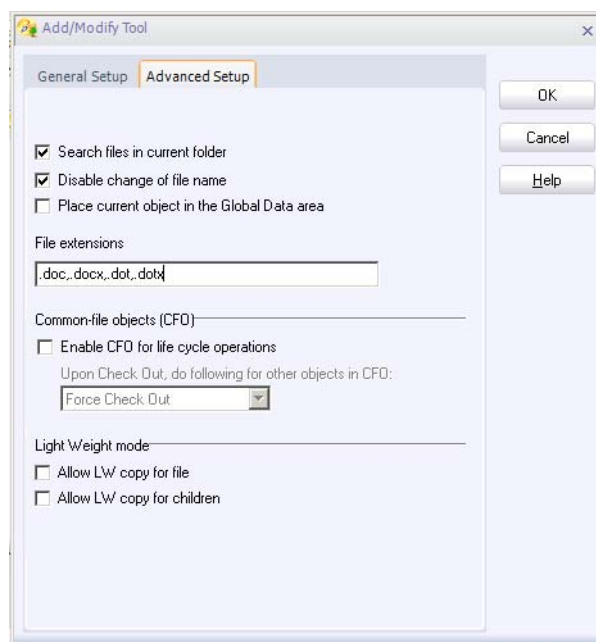 Add/Modify Tool
General Setup Advanced Setup
OK
Cancel
Help
Search files in current folder
Disable change of file name
Place current object in the Global Data area
File extensions
.doc,.docx,.dot,.dotx
Common-file objects (CFO)
Enable CFO for life cycle operations
Upon Check Out, do following for other objects in CFO:
Force Check Out
Light Weight mode
Allow LW copy for file
Allow LW copy for children